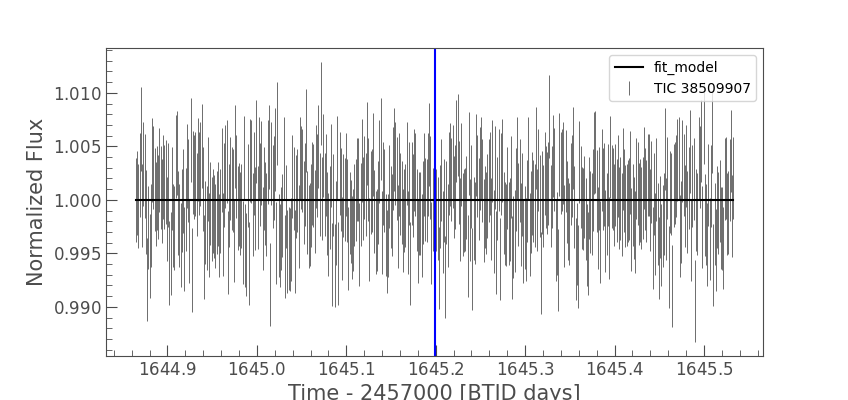 fit_model
TIC 38509907
1.010
1.005
1.000
0.995
0.990
Normalized Flux
1644.9 1645.0 1645.1 1645.2 1645.3 1645.4 1645.5
Time - 2457000 [BTJD days]